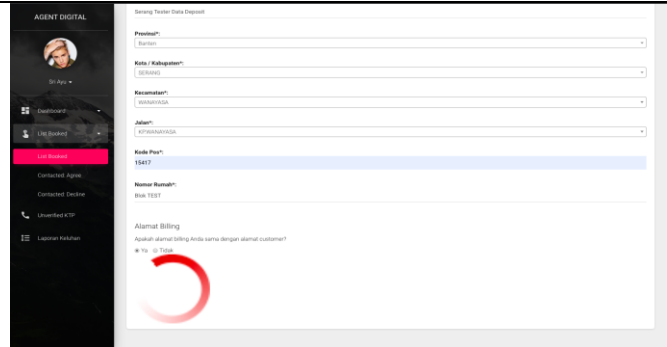 AGENT DIGITAL
Sri Ayu
Dashboard
List Booked
List Booked
Contacted: Agree
Contacted: Decline
Unverified KTP
Laporan Keluhan
Serang Tester Data Deposit
Provinsi*:
Banten
Kota / Kabupaten*:
SERANG
Kecamatan*:
WANAYASA
Jalan*:
KP.WANAYASA
Kode Pos*:
15417
Nomor Rumah*:
Blok TEST
Alamat Billing
Apakah alamat billing Anda sama dengan alamat customer?
Ya Tidak